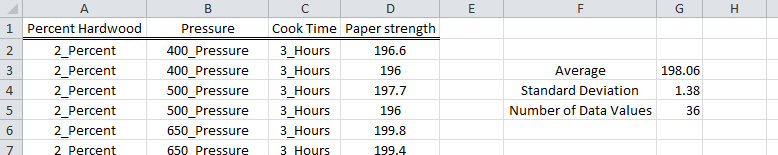 A B C D E F G H
1 Percent Hardwood Pressure Cook Time Paper strength
2 2_Percent 400_Pressure 3_Hours 196.6
3 2_Percent 400_Pressure 3_Hours 196 Average 198.06
4 2_Percent 500_Pressure 3_Hours 197.7 Standard Deviation 1.38
5 2_Percent 500_Pressure 3_Hours 196 Number of Data Values 36
6 2_Percent 650_Pressure 3_Hours 199.8
7 2_Percent 650_Pressure 3_Hours 199.4